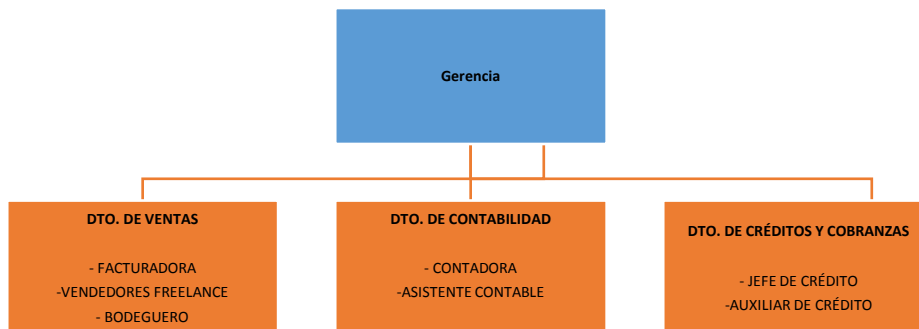 Gerencia
DTO. DE VENTAS
- FACTURADORA
-VENDEDORES FREELANCE
- BODEGUERO
DTO. DE CONTABILIDAD
- CONTADORA
-ASISTENTE CONTABLE
DTO. DE CRÉDITOS Y COBRANZAS
- JEFE DE CRÉDITO
-AUXILIAR DE CRÉDITO